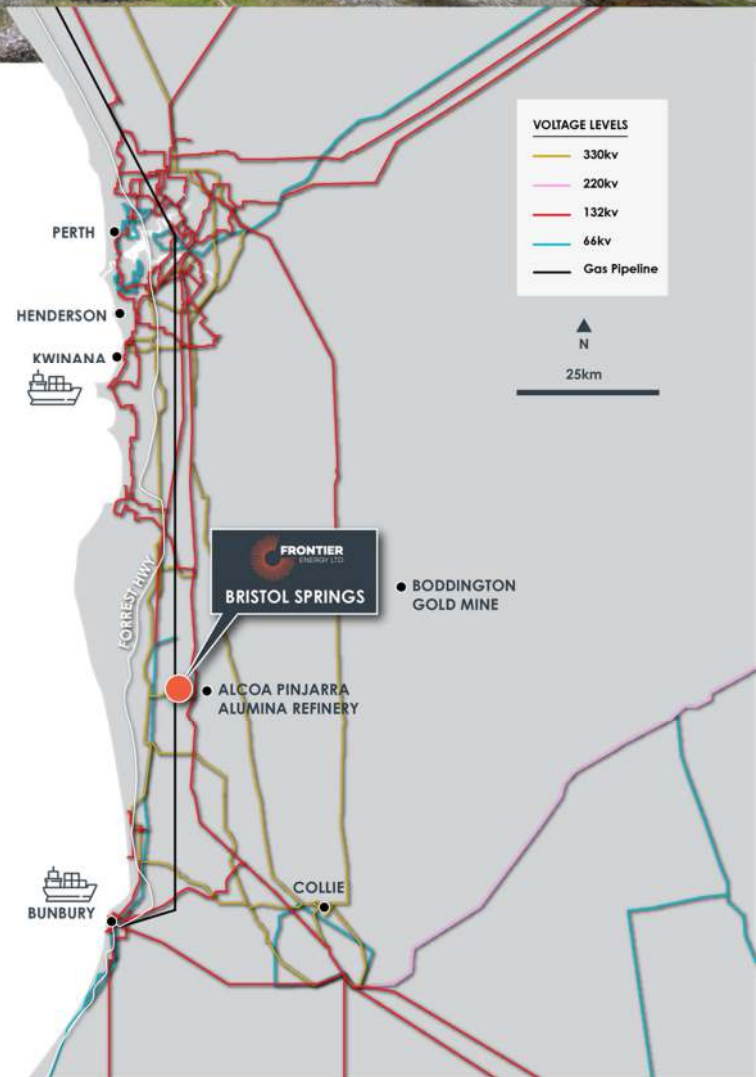 VOLTAGE LEVELS
330kv
220kv
132kv
66kv
Gas Pipeline
N
25km
PERTH
HENDERSON
KWINANA
FORREST HWY
FRONTIER
ENERGY LTD
BRISTOL SPRINGS
BODDINGTON
GOLD MINE
ALCOA PINJARRA
ALUMINA REFINERY
COLLIE
BUNBURY